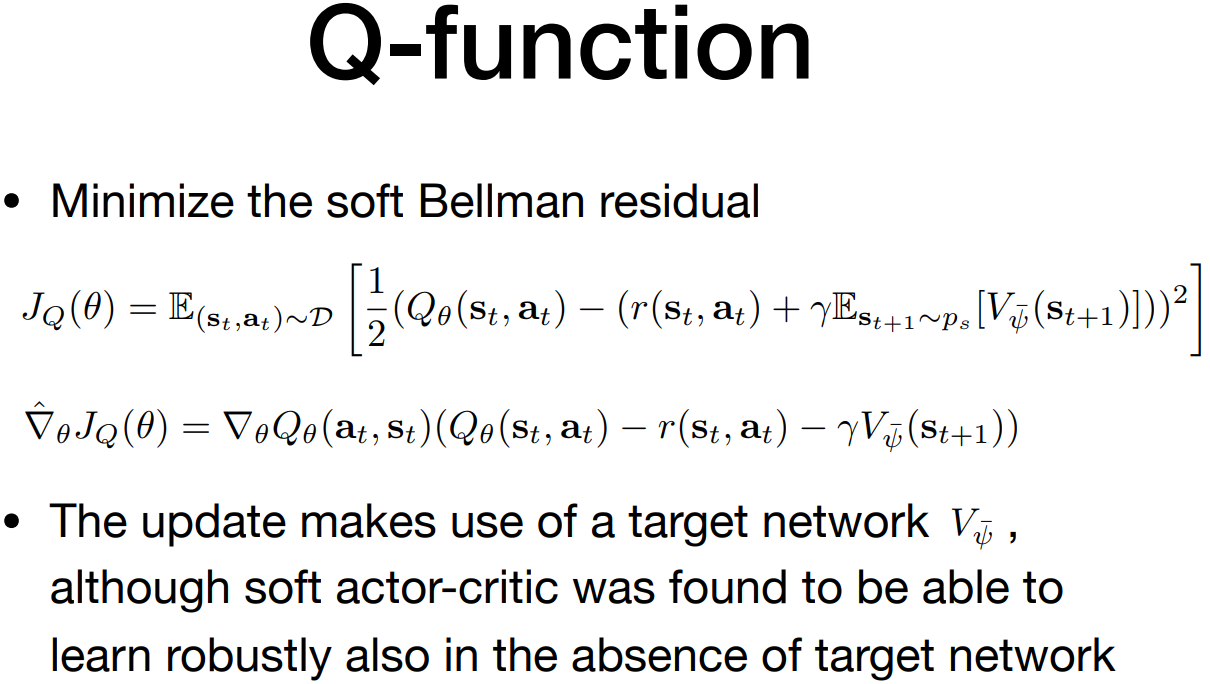 Q-function
• Minimize the soft Bellman residual
$J_Q(\theta) = \mathbb{E}_{(\mathbf{s}_t, \mathbf{a}_t) \sim \mathcal{D}} \left[ \frac{1}{2} (Q_\theta(\mathbf{s}_t, \mathbf{a}_t) - (r(\mathbf{s}_t, \mathbf{a}_t) + \gamma \mathbb{E}_{\mathbf{s}_{t+1} \sim p_s} [V_{\bar{\psi}}(\mathbf{s}_{t+1})]))^2 \right]$
$\hat{\nabla}_\theta J_Q(\theta) = \nabla_\theta Q_\theta(\mathbf{a}_t, \mathbf{s}_t)(Q_\theta(\mathbf{s}_t, \mathbf{a}_t) - r(\mathbf{s}_t, \mathbf{a}_t) - \gamma V_{\bar{\psi}}(\mathbf{s}_{t+1}))$
• The update makes use of a target network $V_{\bar{\psi}}$ ,
although soft actor-critic was found to be able to
learn robustly also in the absence of target network